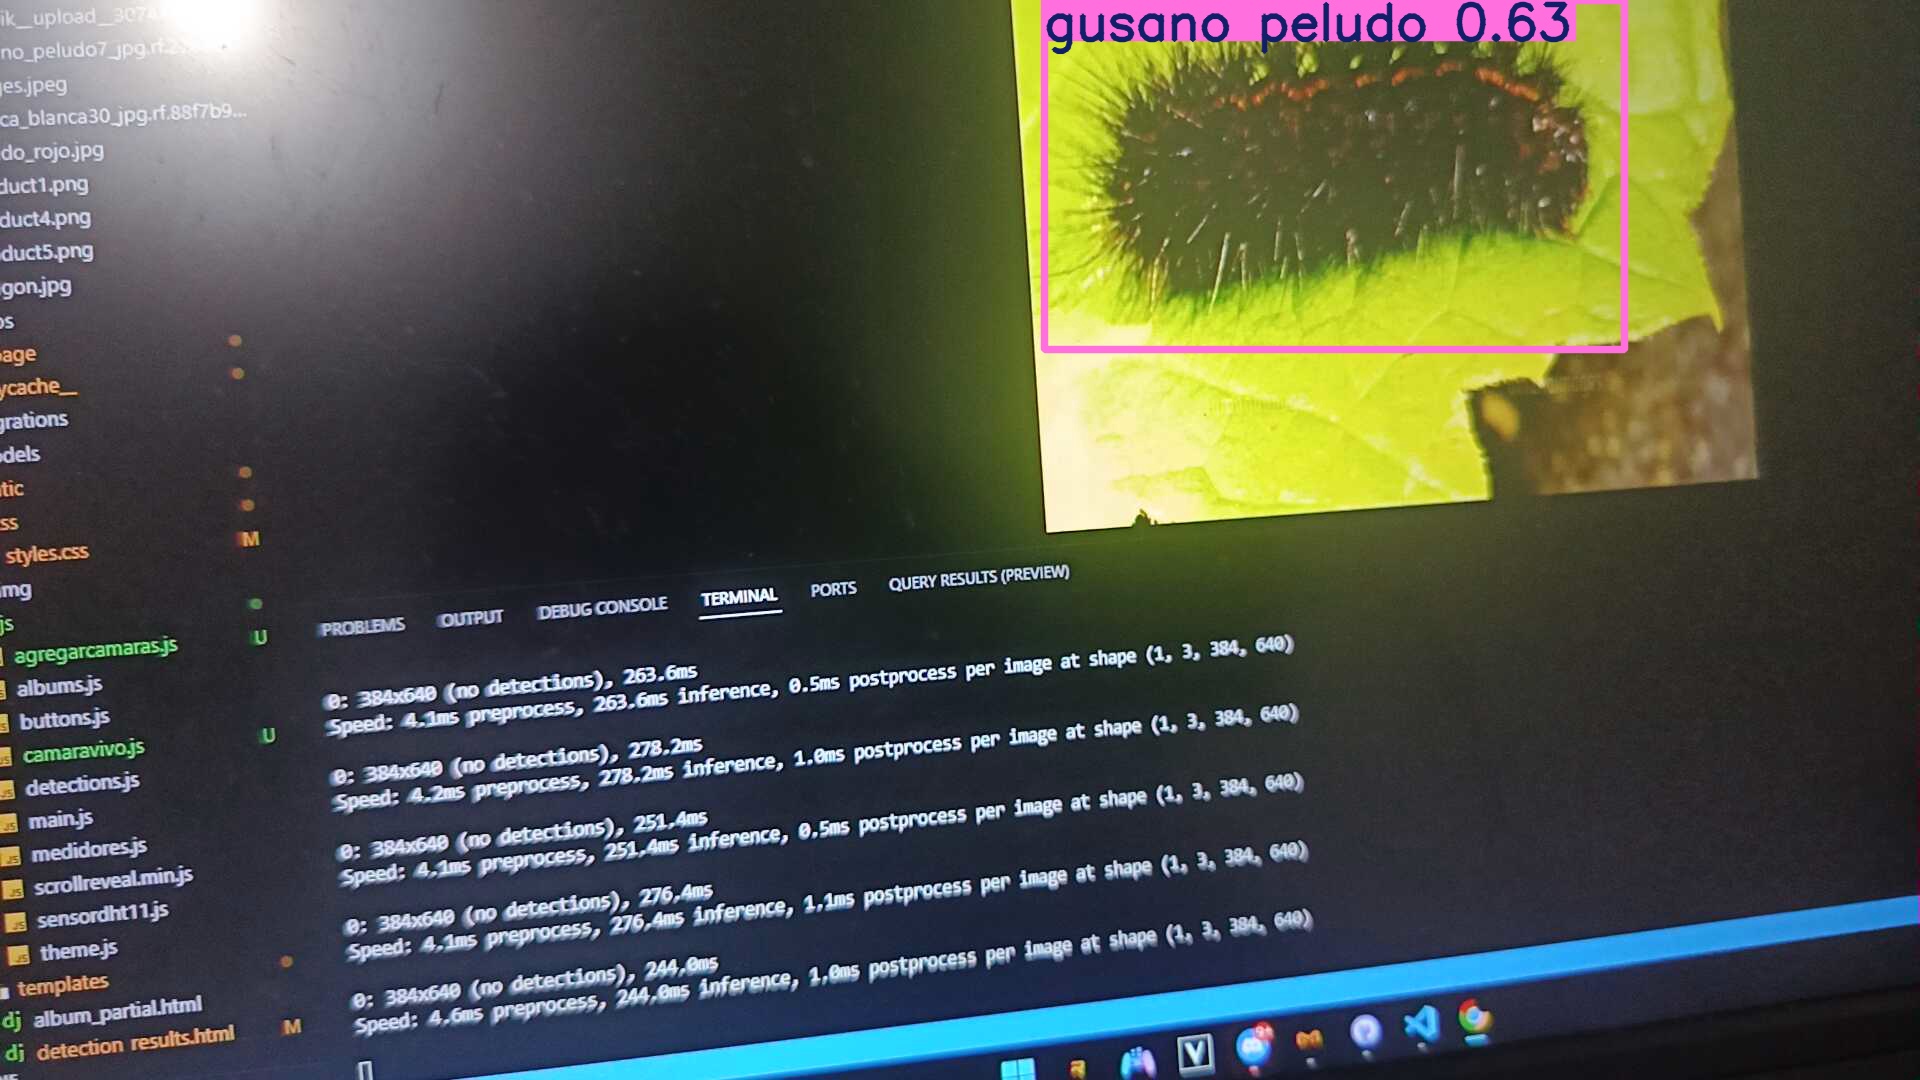 gusano peludo 0.63
ik__upload__3074
no_peludo7_jpg.rf.2
es.jpeg
ca_blanca30_jpg.rf.88f7b9...
do_rojo.jpg
duct1.png
duct4.png
duct5.png
gon.jpg
os
age
ycache__
grations
dels
tic
ss
styles.css M
mg
js
agregarcamaras.js U
albums.js
buttons.js
camaravivo.js U
detections.js
main.js
medidores.js
scrollreveal.min.js
sensordht11.js
theme.js
templates
dj album_partial.html
dj detection results.html M
PROBLEMS OUTPUT DEBUG CONSOLE TERMINAL PORTS QUERY RESULTS (PREVIEW)
0: 384x640 (no detections), 263.6ms
Speed: 4.1ms preprocess, 263.6ms inference, 0.5ms postprocess per image at shape (1, 3, 384, 640)
0: 384x640 (no detections), 278.2ms
Speed: 4.2ms preprocess, 278.2ms inference, 1.0ms postprocess per image at shape (1, 3, 384, 640)
0: 384x640 (no detections), 251.4ms
Speed: 4.1ms preprocess, 251.4ms inference, 0.5ms postprocess per image at shape (1, 3, 384, 640)
0: 384x640 (no detections), 276.4ms
Speed: 4.1ms preprocess, 276.4ms inference, 1.1ms postprocess per image at shape (1, 3, 384, 640)
0: 384x640 (no detections), 244.0ms
Speed: 4.6ms preprocess, 244.0ms inference, 1.0ms postprocess per image at shape (1, 3, 384, 640)